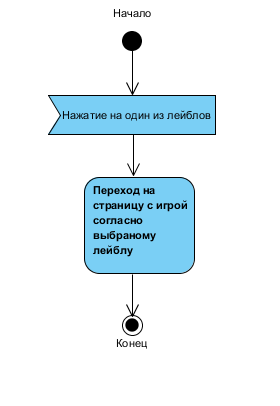 Начало
Нажатие на один из лейблов
Переход на
страницу с игрой
согласно
выбраному
лейблу
Конец